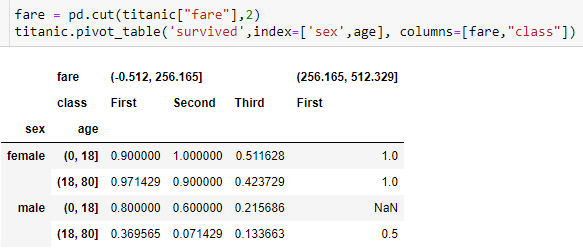 fare = pd.cut(titanic["fare"],2)
titanic.pivot_table('survived',index=['sex',age], columns=[fare,"class"])
fare (-0.512, 256.165] (256.165, 512.329]
class First Second Third First
sex age
female (0, 18] 0.900000 1.000000 0.511628 1.0
(18, 80] 0.971429 0.900000 0.423729 1.0
male (0, 18] 0.800000 0.600000 0.215686 NaN
(18, 80] 0.369565 0.071429 0.133663 0.5